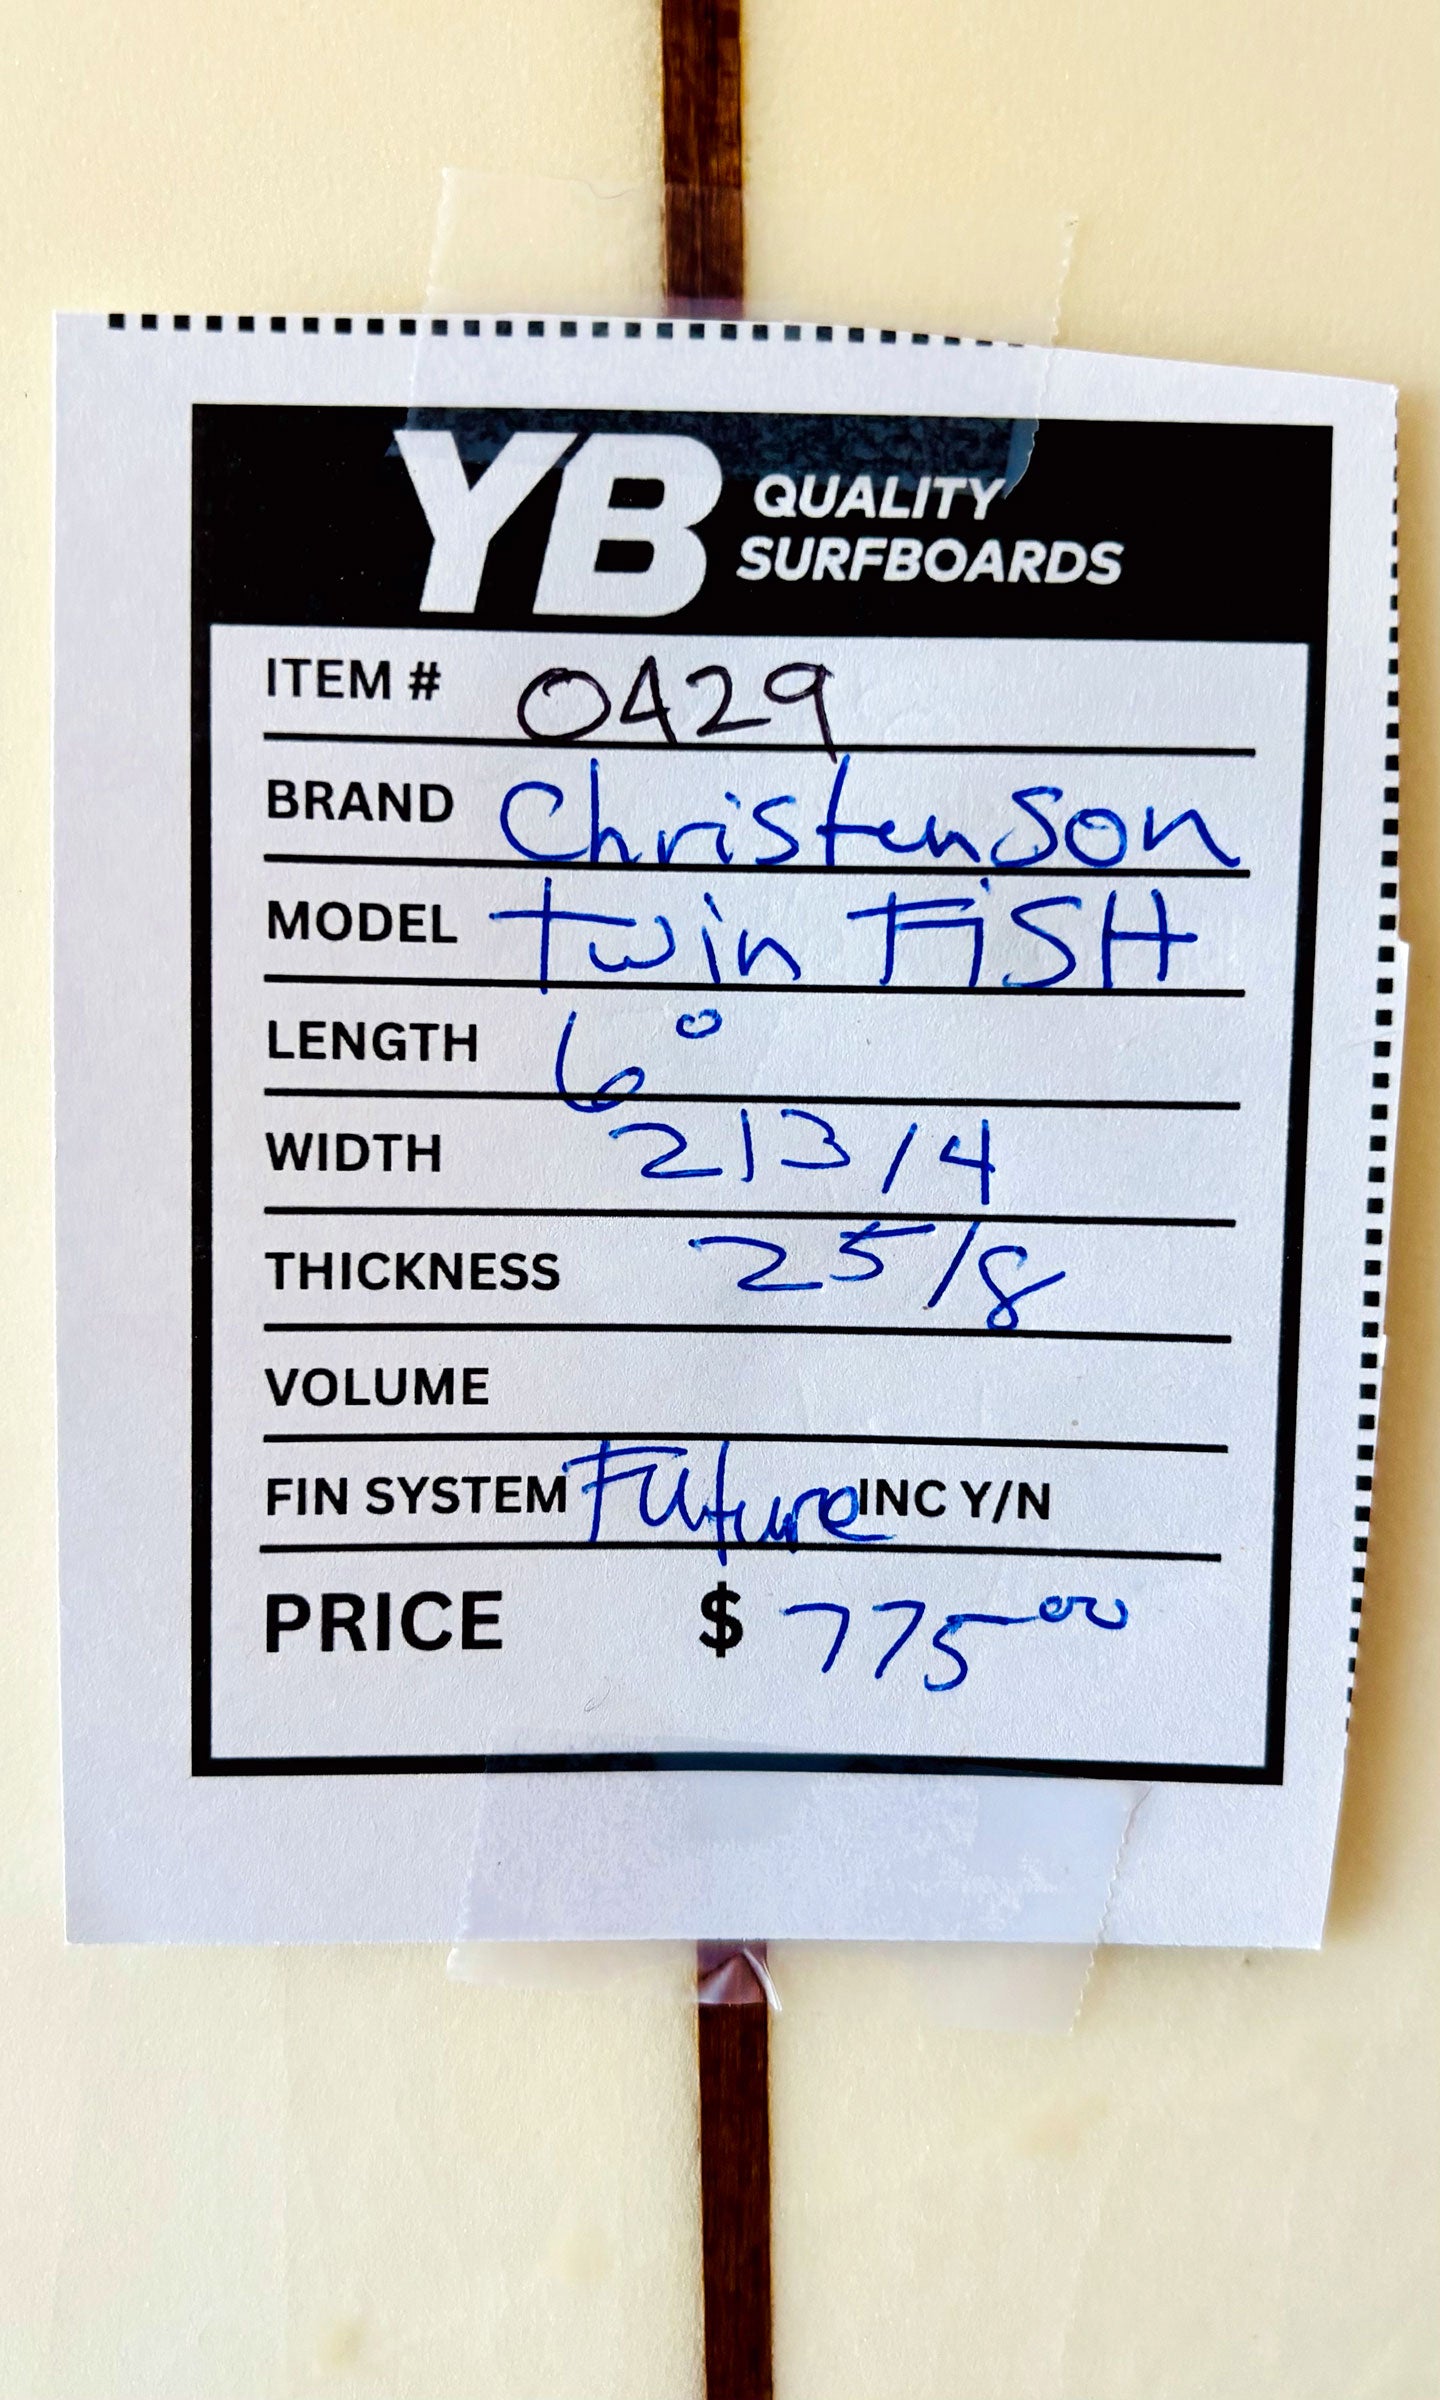 YB QUALITY
SURFBOARDS
ITEM # 0429
BRAND Christenson
MODEL twin FiSH
LENGTH 6°
WIDTH 21 3/4
THICKNESS 2 5/8
VOLUME
FIN SYSTEM Future INC Y/N
PRICE $ 775.00